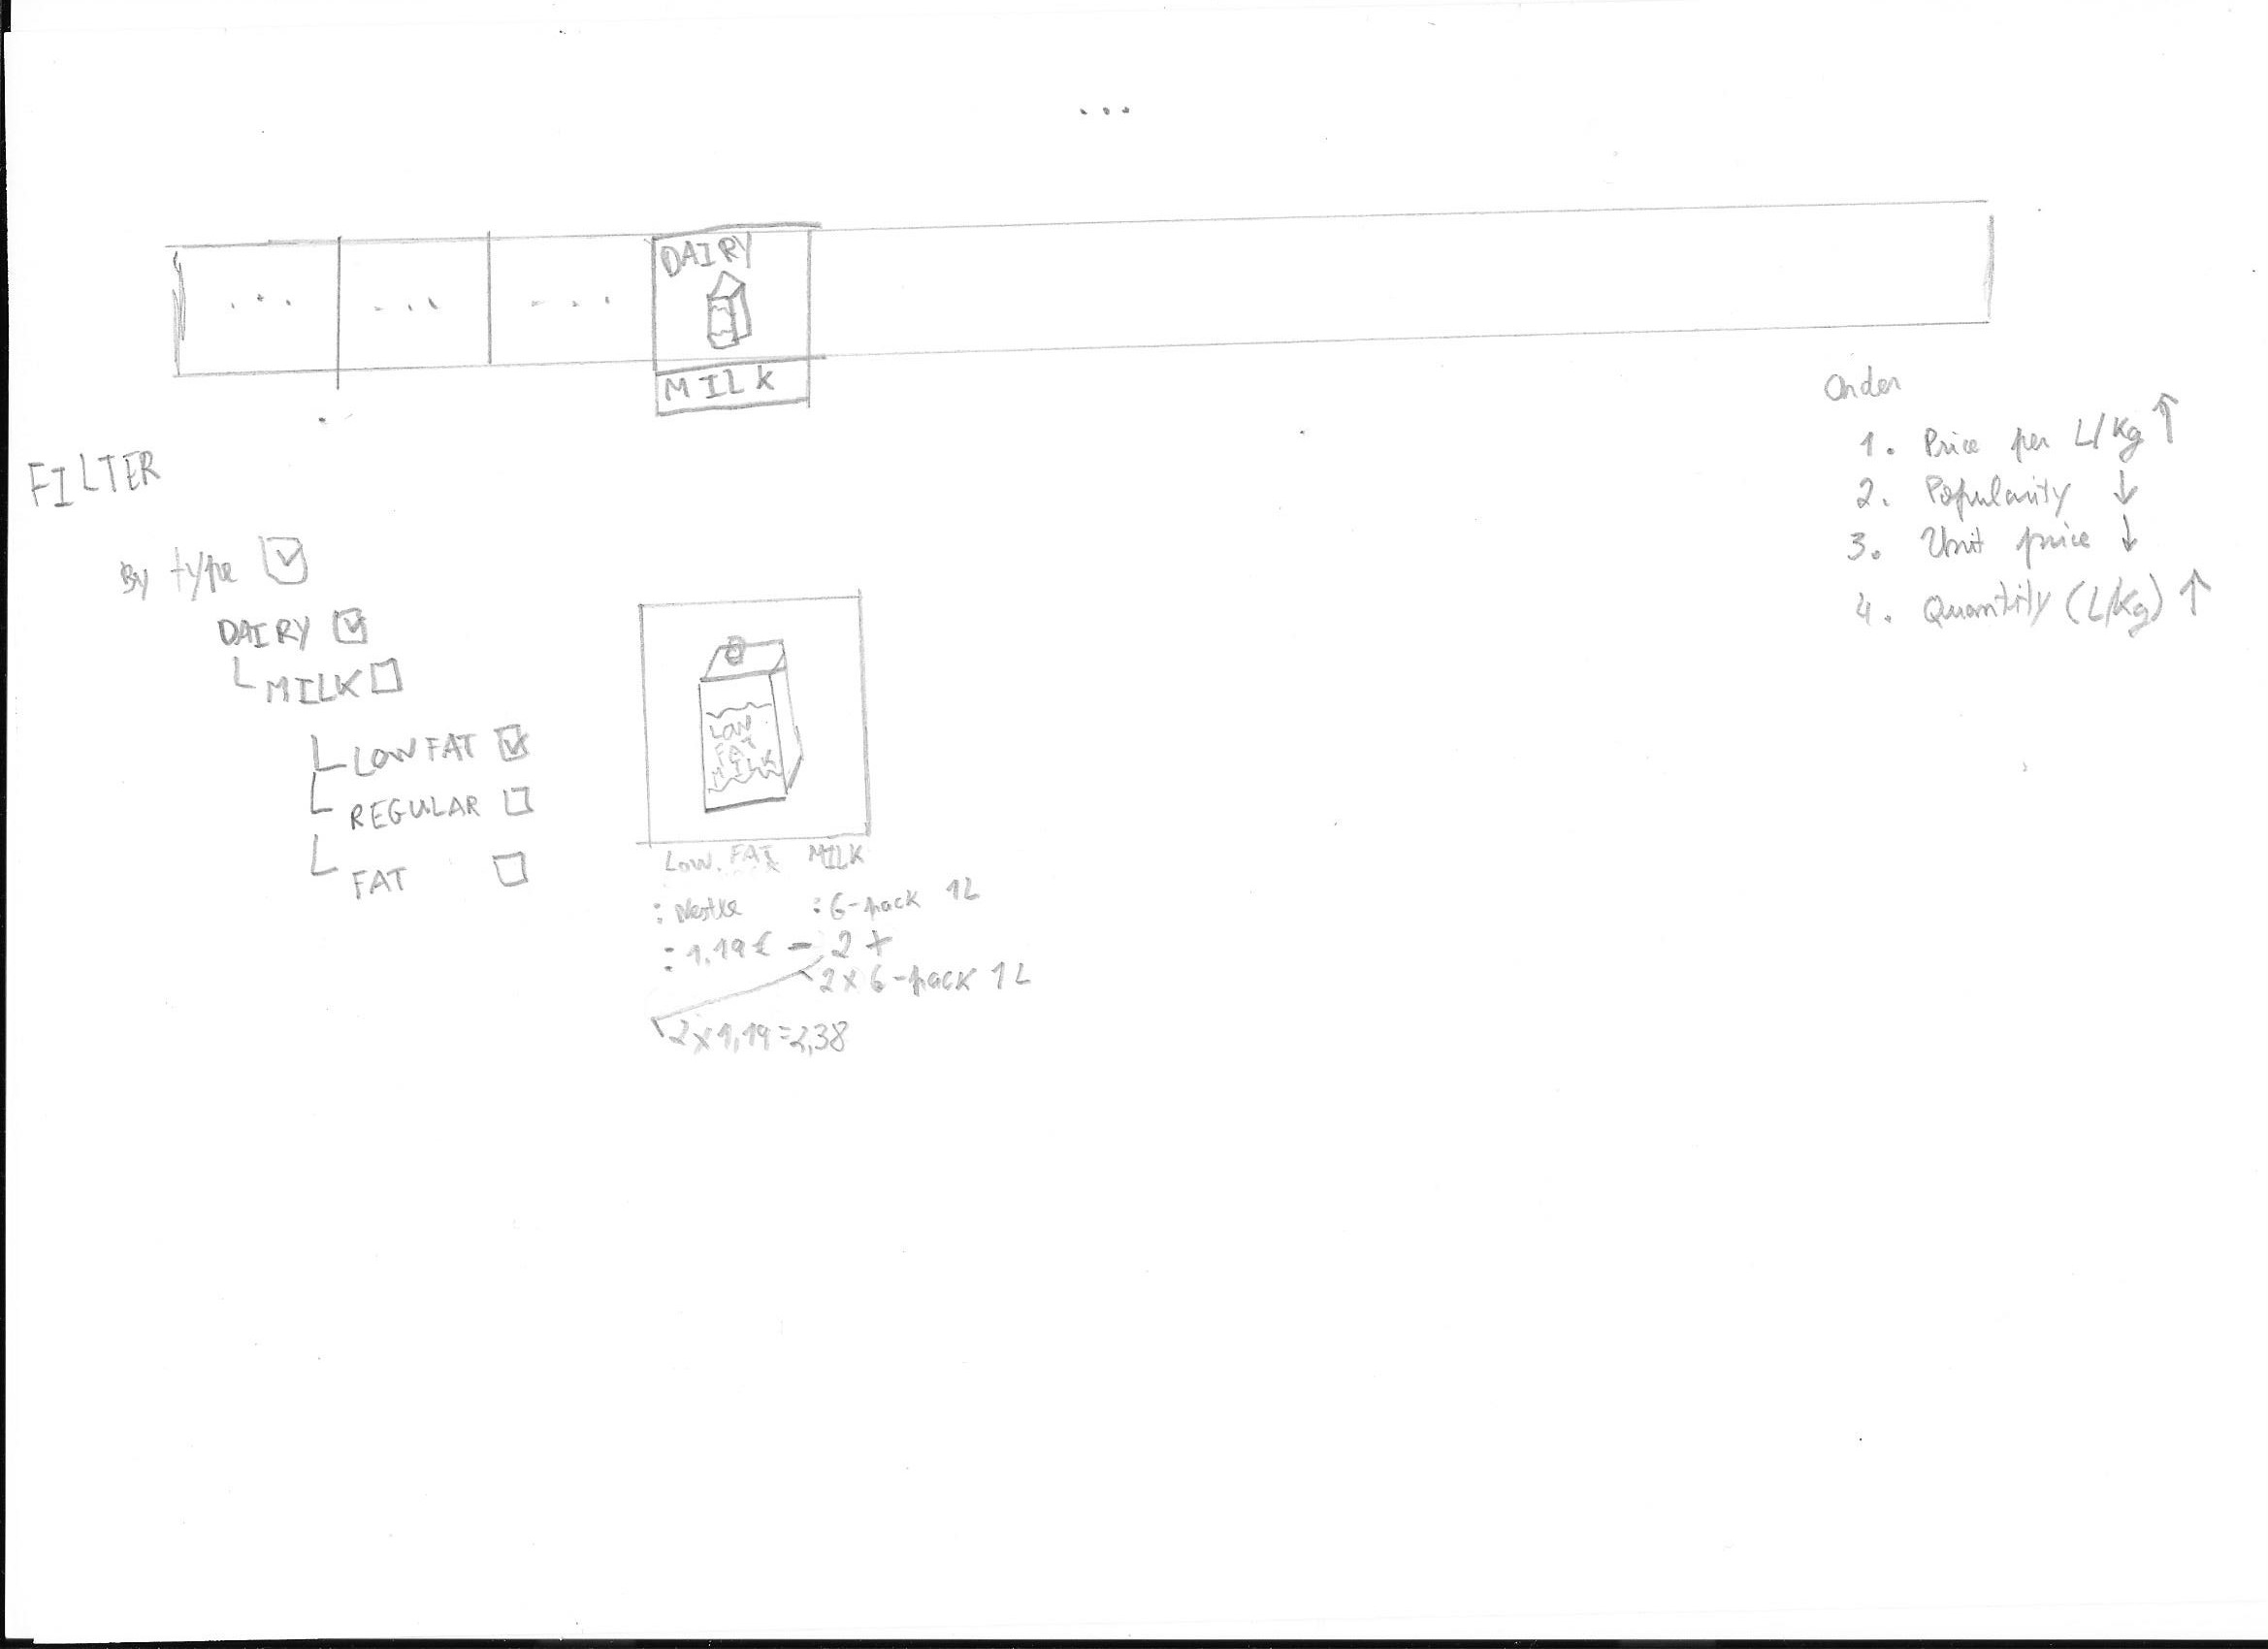 ...
... ... ... DAIRY
MILK
Order
1. Price per L/Kg ↑
2. Popularity ↓
3. Unit price ↓
4. Quantity (L/Kg) ↑
FILTER
By type ☑
DAIRY ☑
MILK ☐
LOW FAT ☑
REGULAR ☐
FAT ☐
LOW
FAT
MILK
LOW FAT MILK
: Nestle : 6-pack 1L
: 1.19€ - 2 +
2 x 6-pack 1L
2x1,19=2,38